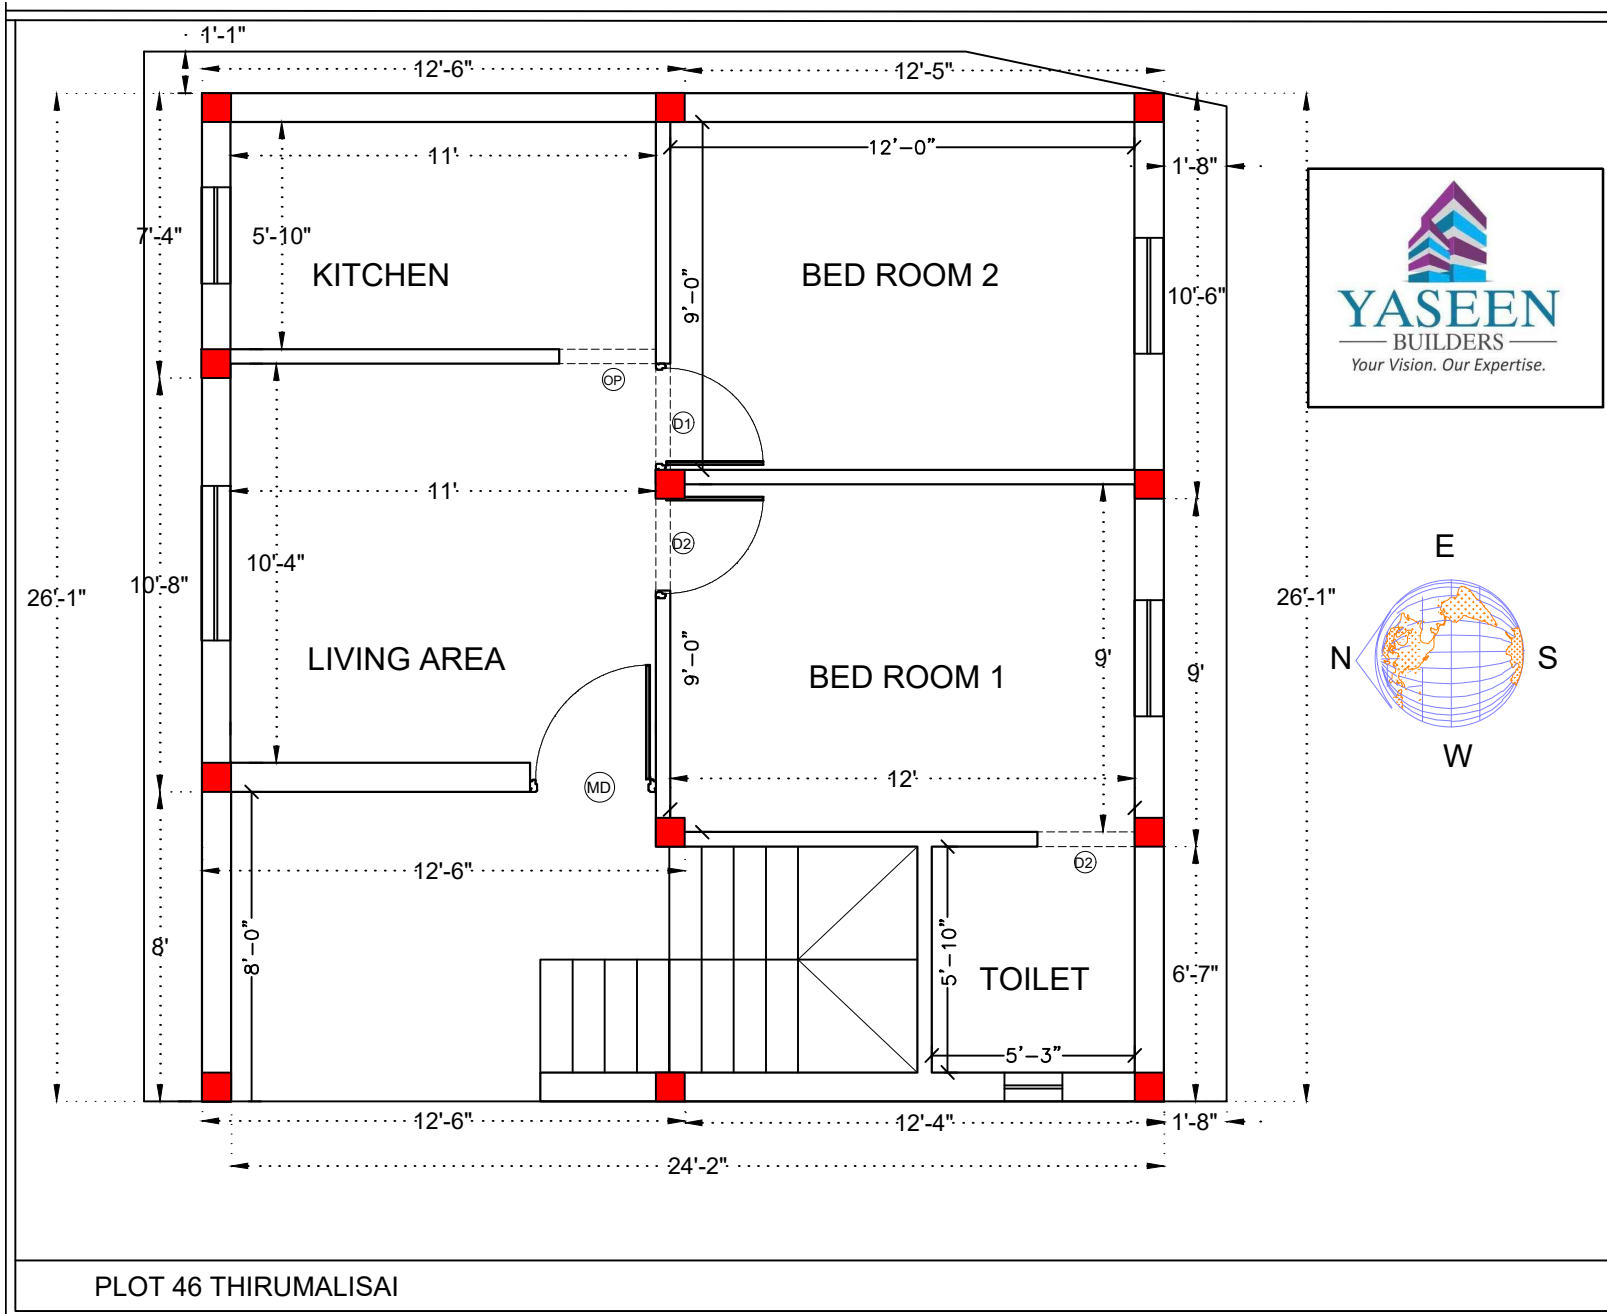 1'-1"
12'-6"
12'-5"
11'
12'-0"
1'-8"
7'-4"
5'-10"
KITCHEN
9'-0"
BED ROOM 2
10'-6"
YASEEN
BUILDERS
Your Vision. Our Expertise.
OP
D1
11'
D2
10'-4"
10'-8"
26'-1"
26'-1"
E
N
S
W
LIVING AREA
9'-0"
BED ROOM 1
9'
9'
MD
12'
12'-6"
D2
8'
8'-0"
5'-10"
TOILET
6'-7"
5'-3"
12'-6"
12'-4"
1'-8"
24'-2"
PLOT 46 THIRUMALISAI